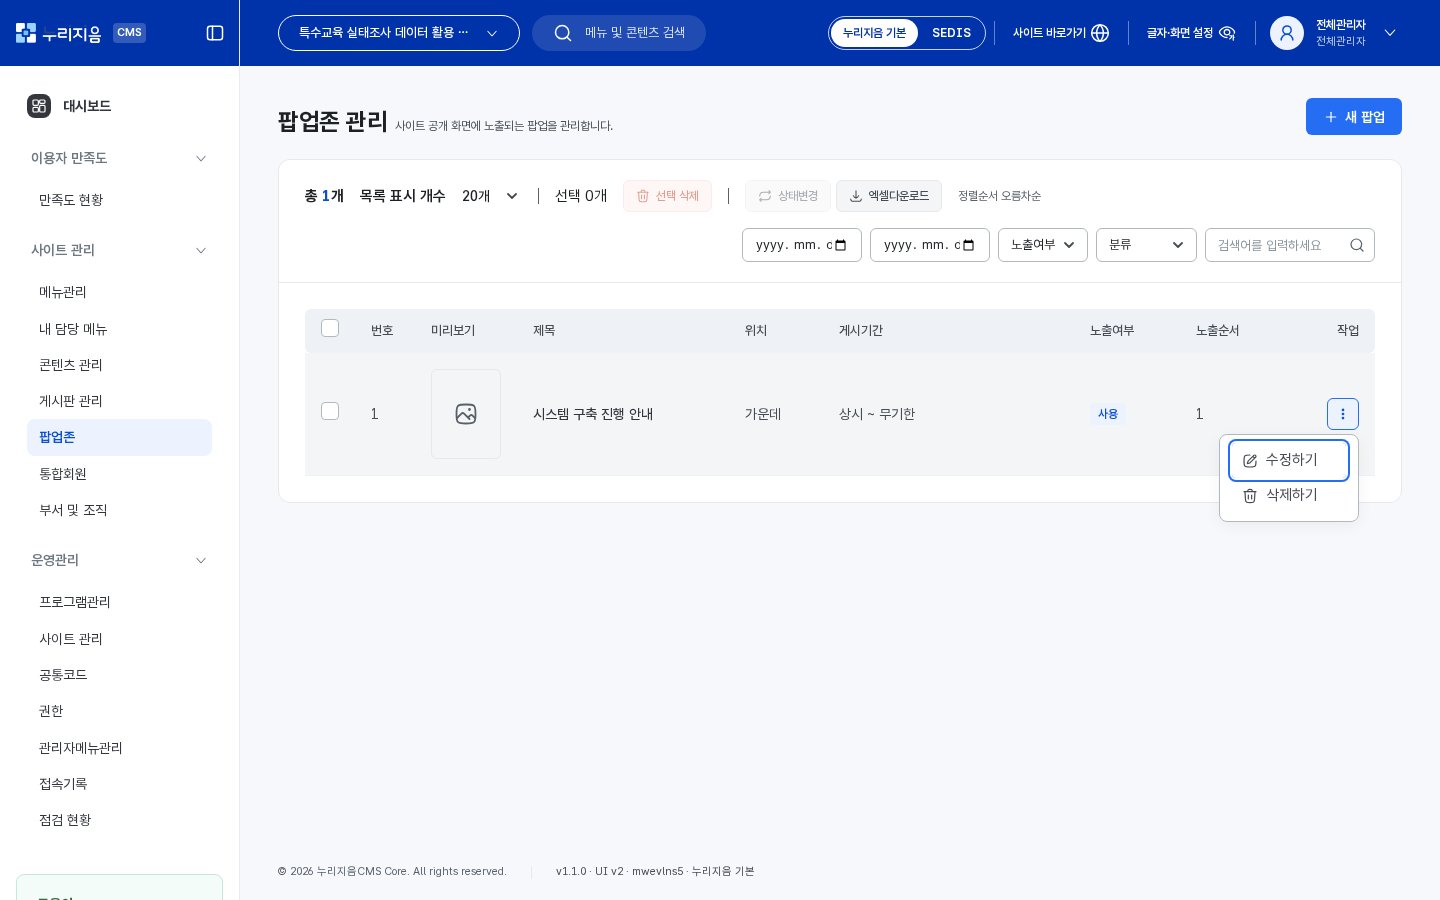 누리지음 CMS
특수교육 실태조사 데이터 활용 ···
메뉴 및 콘텐츠 검색
누리지음 기본
SEDIS
사이트 바로가기
글자·화면 설정
전체관리자
전체관리자
대시보드
이용자 만족도
만족도 현황
사이트 관리
메뉴관리
내 담당 메뉴
콘텐츠 관리
게시판 관리
팝업존
통합회원
부서 및 조직
운영관리
프로그램관리
사이트 관리
공통코드
권한
관리자메뉴관리
접속기록
점검 현황
팝업존 관리 사이트 공개 화면에 노출되는 팝업을 관리합니다.
새 팝업
총 1개 목록 표시 개수 20개 선택 0개 선택 삭제 상태변경 엑셀다운로드 정렬순서 오름차순
yyyy. mm. yyyy. mm. 노출여부 분류 검색어를 입력하세요
번호 미리보기 제목 위치 게시기간 노출여부 노출순서 작업
1 시스템 구축 진행 안내 가운데 상시 ~ 무기한 사용 1
수정하기
삭제하기
© 2026 누리지음CMS Core. All rights reserved. v1.1.0 · UI v2 · mwevlns5 · 누리지음 기본